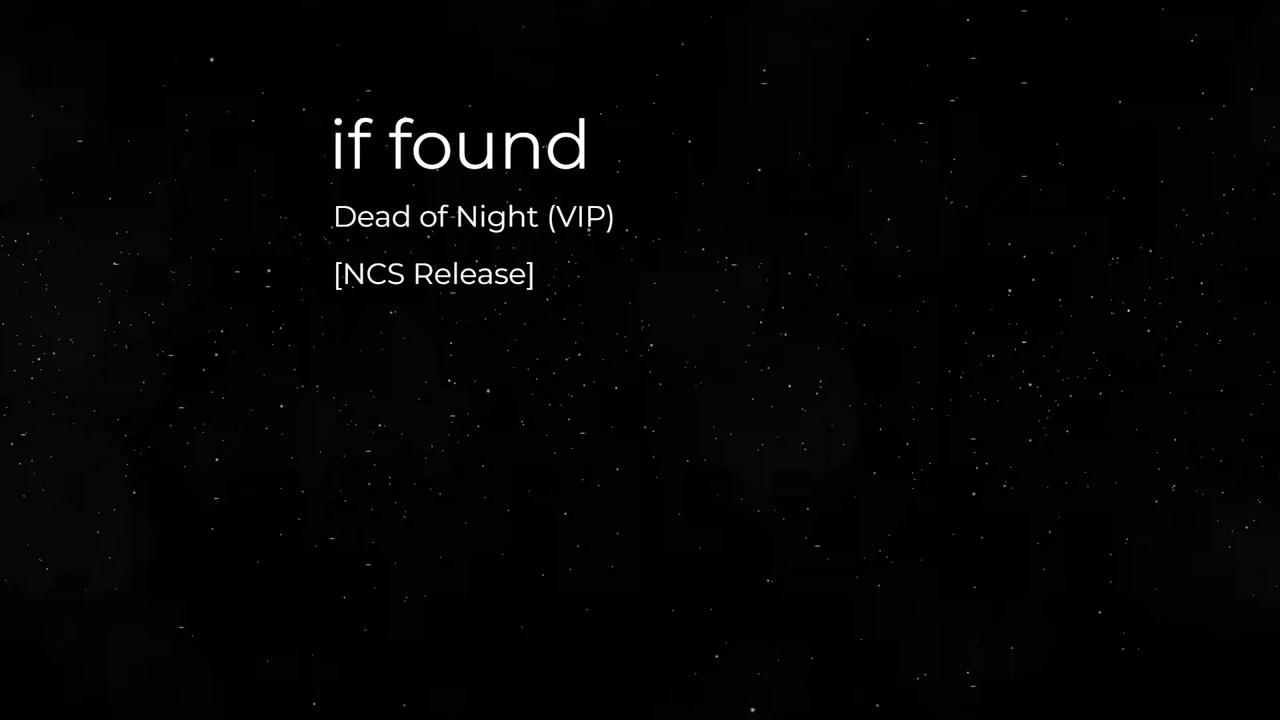 if found
Dead of Night (VIP)
[NCS Release]